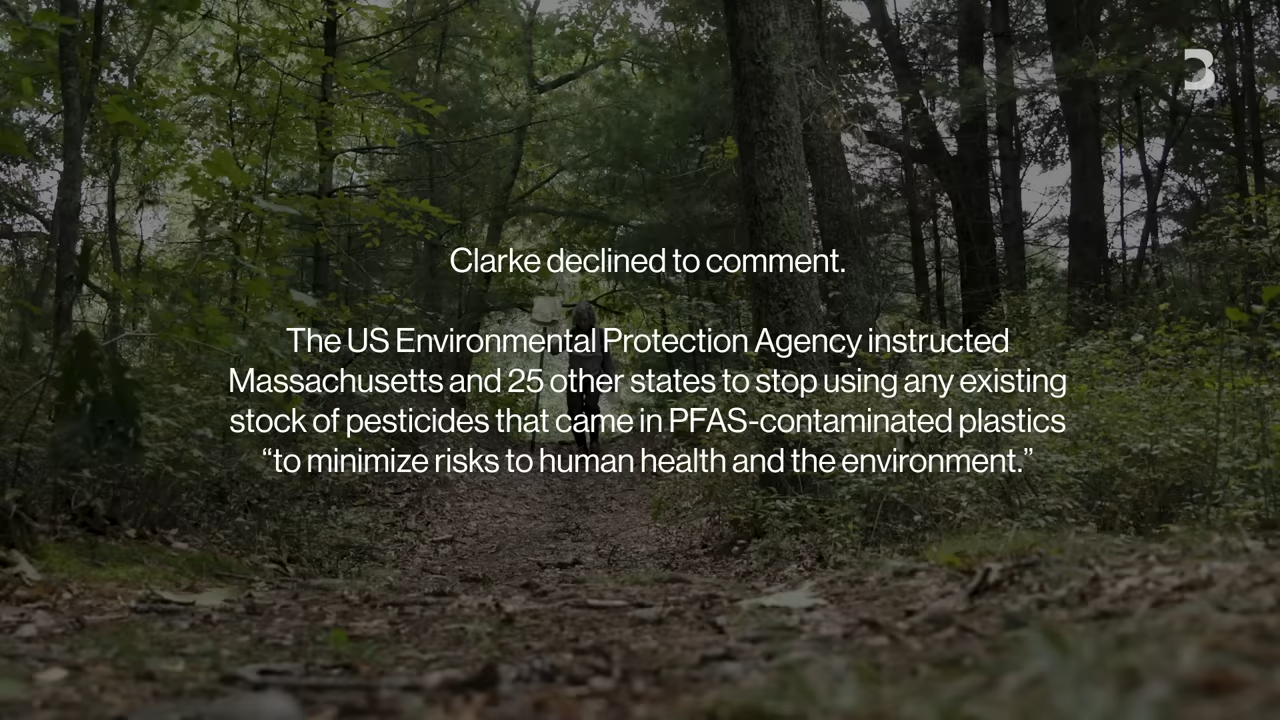 Clarke declined to comment.
The US Environmental Protection Agency instructed
Massachusetts and 25 other states to stop using any existing
stock of pesticides that came in PFAS-contaminated plastics
“to minimize risks to human health and the environment.”